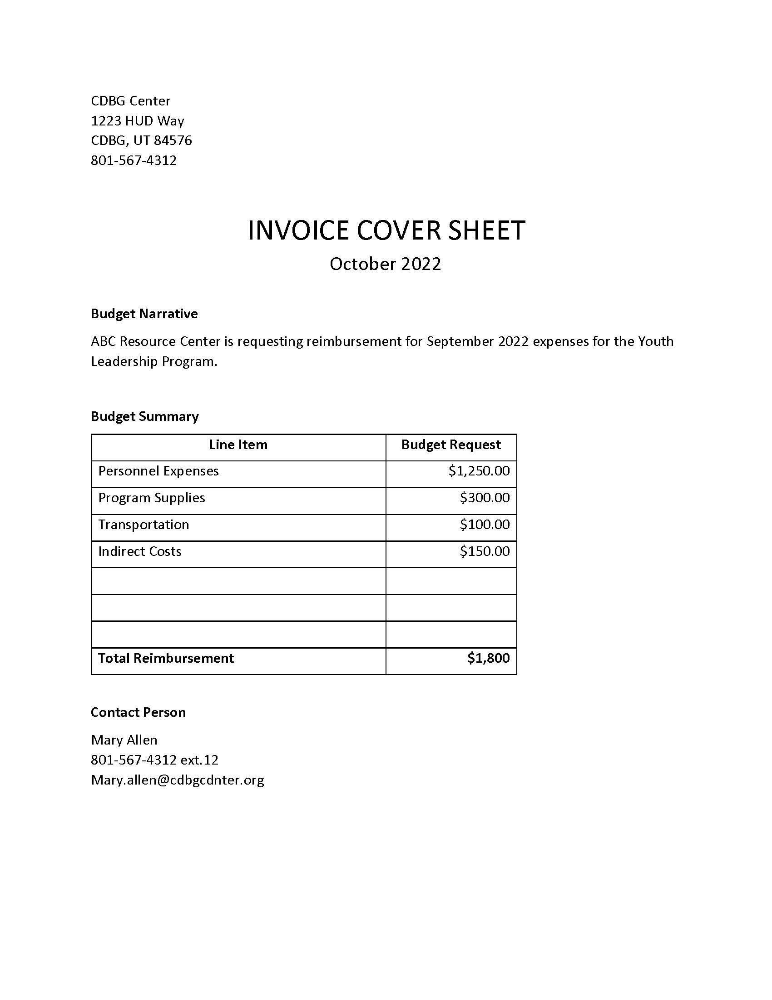 CDBG Center
1223 HUD Way
CDBG, UT 84576
801-567-4312
INVOICE COVER SHEET
October 2022
Budget Narrative
ABC Resource Center is requesting reimbursement for September 2022 expenses for the Youth
Leadership Program.
Budget Summary
Line Item Budget Request
Personnel Expenses $1,250.00
Program Supplies $300.00
Transportation $100.00
Indirect Costs $150.00
Total Reimbursement $1,800
Contact Person
Mary Allen
801-567-4312 ext.12
Mary.allen@cdbgcdnter.org